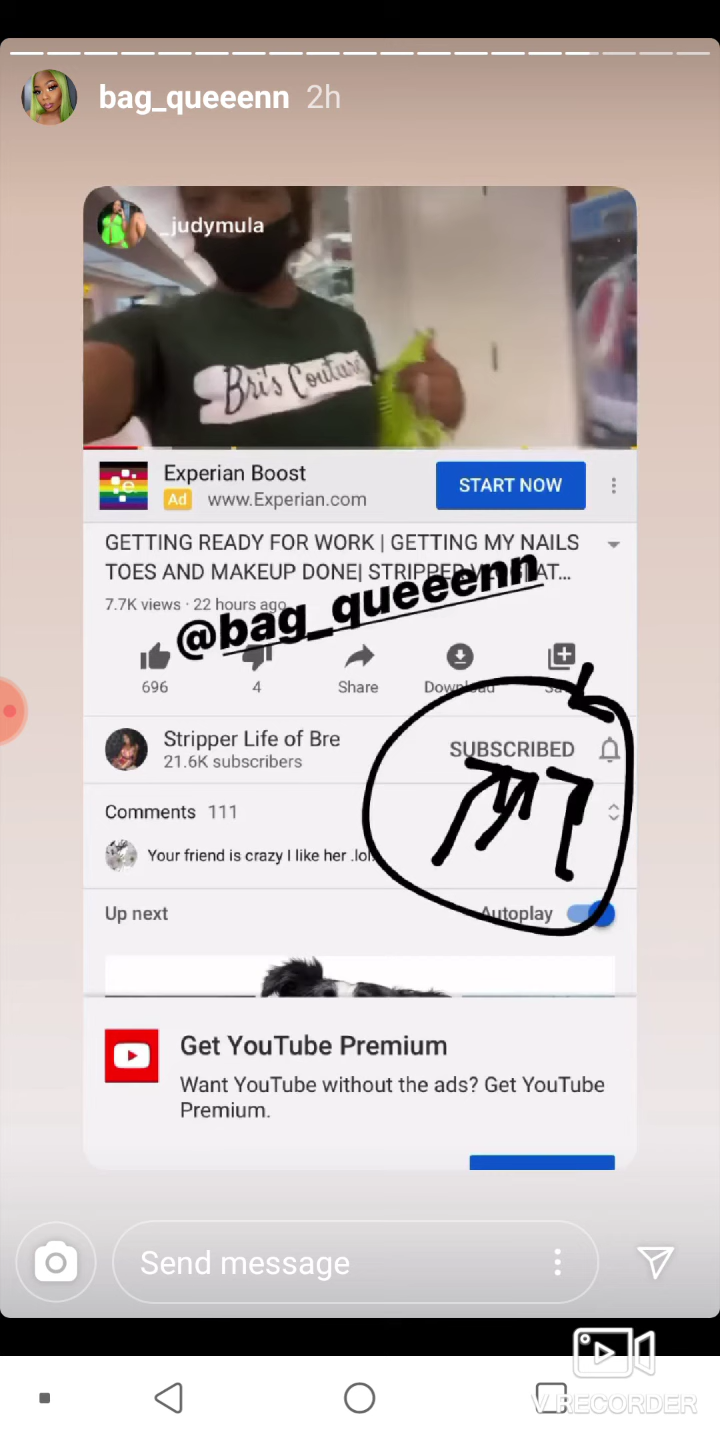 bag_queeenn 2h
_judymula
Bri's Couture
Experian Boost
Ad www.Experian.com
START NOW
GETTING READY FOR WORK | GETTING MY NAILS
TOES AND MAKEUP DONE| STRIPPER AT...
7.7K views · 22 hours ago
@bag_queeenn
696
4
Share
Download
SUBSCRIBED
Stripper Life of Bre
21.6K subscribers
Comments 111
Your friend is crazy I like her .lol.
Up next
Autoplay
Get YouTube Premium
Want YouTube without the ads? Get YouTube
Premium.
Send message
V RECORDER